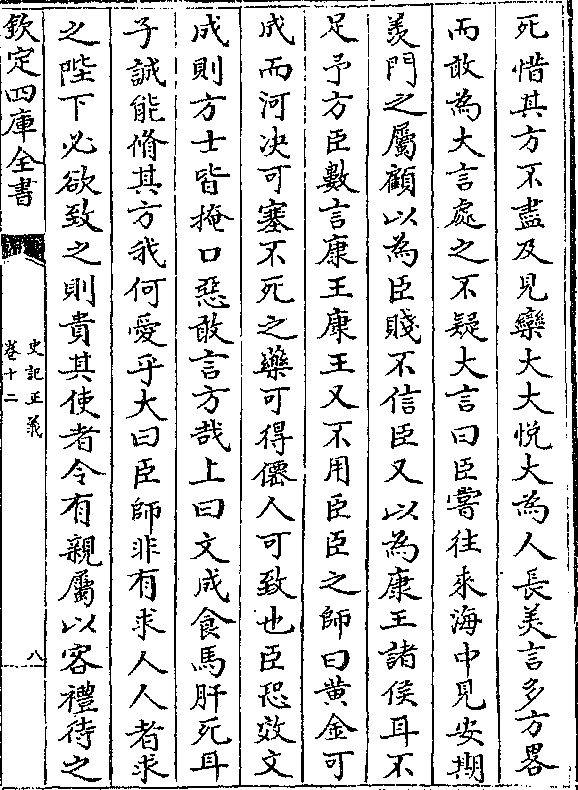 死惜其方不盡及見欒大大悅大為人長美言多方畧
而敢為大言處之不疑大言曰臣嘗往來海中見安期
羡門之屬顧以為臣賤不信臣又以為康王諸侯耳不
足予方臣數言康王康王又不用臣臣之師曰黄金可
成而河决可塞不死之藥可得僊人可致也臣恐效文
成則方士皆掩口惡敢言方哉上曰文成食馬肝死耳
子誠能脩其方我何愛乎大曰臣師非有求人人者求
之陛下必欲致之則貴其使者令有親屬以客禮待之
欽定四庫全書
史記正義
卷十二
八